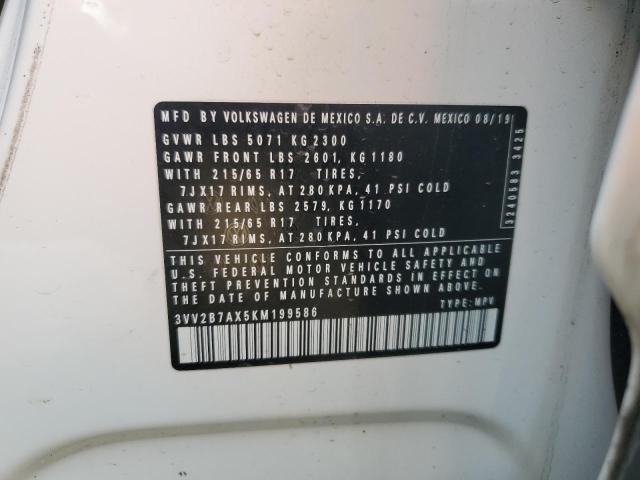 MFD BY VOLKSWAGEN DE MEXICO S.A. DE C.V. MEXICO 08/19
GVWR LBS 5071 KG 2300
GAWR FRONT LBS 2601, KG 1180
WITH 215/65 R17 TIRES,
7JX17 RIMS, AT 280 KPA, 41 PSI COLD
GAWR REAR LBS 2579, KG 1170
WITH 215/65 R17 TIRES,
7JX17 RIMS, AT 280 KPA, 41 PSI COLD
THIS VEHICLE CONFORMS TO ALL APPLICABLE
U.S. FEDERAL MOTOR VEHICLE SAFETY AND
THEFT PREVENTION STANDARDS IN EFFECT ON
THE DATE OF MANUFACTURE SHOWN ABOVE.
3VV2B7AX5KM199586 TYPE: MPV
3240583 3425